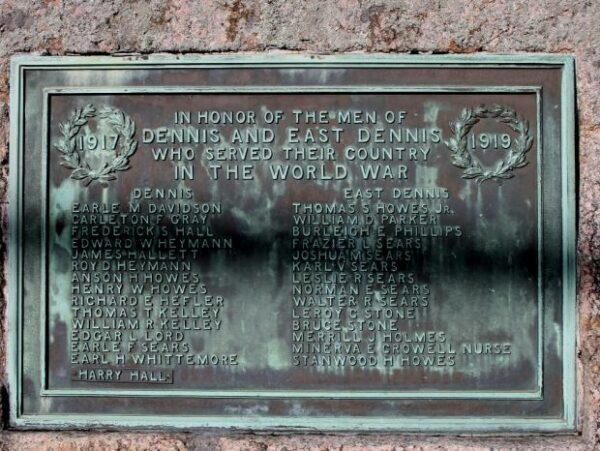 1917
1919
IN HONOR OF THE MEN OF
DENNIS AND EAST DENNIS
WHO SERVED THEIR COUNTRY
IN THE WORLD WAR
DENNIS
EARLE M DAVIDSON
CARLETON F GRAY
FREDERICK S HALL
EDWARD W HEYMANN
JAMES HALLETT
ROY D HEYMANN
ANSON H HOWES
HENRY W HOWES
RICHARD E HEFLER
THOMAS T KELLEY
WILLIAM R KELLEY
EDGAR L LORD
EARLE F SEARS
EARL H WHITTEMORE
HARRY HALL
EAST DENNIS
THOMAS S HOWES JR
WILLIAM D PARKER
BURLEIGH E PHILLIPS
FRAZIER L SEARS
JOSHUA M SEARS
KARL V SEARS
LESLIE R SEARS
NORMAN E SEARS
WALTER R SEARS
LEROY C STONE
BRUCE STONE
MERRILL J HOLMES
MINERVA E CROWELL NURSE
STANWOOD H HOWES